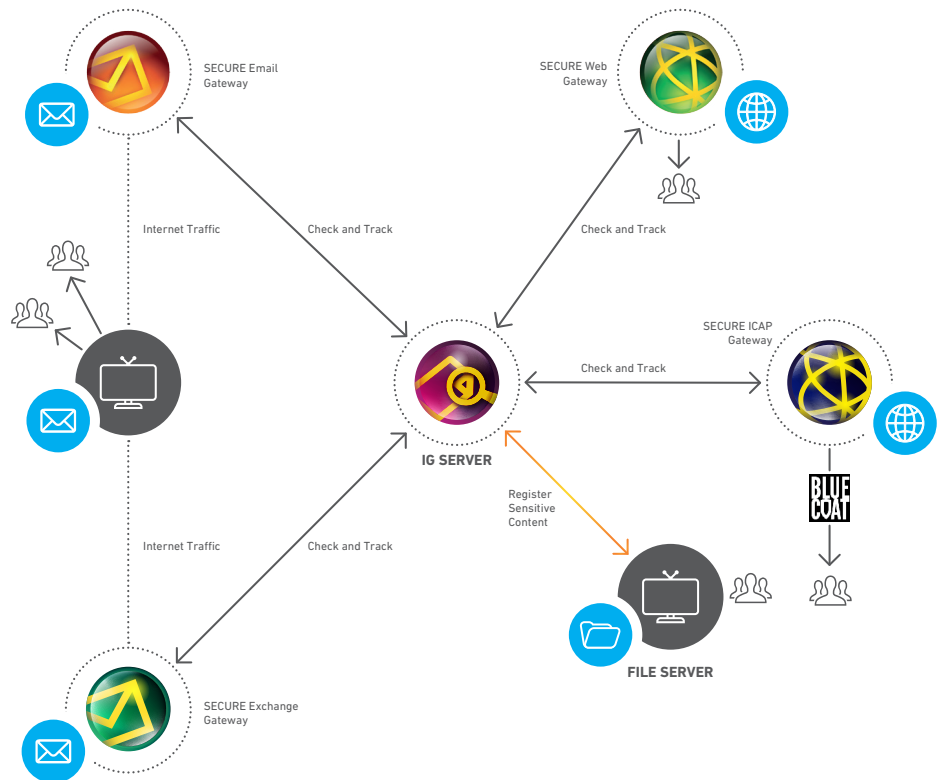 SECURE Email
Gateway
SECURE Web
Gateway
Internet Traffic
Check and Track
Check and Track
SECURE ICAP
Gateway
Check and Track
IG SERVER
Register
Sensitive
Content
BLUE
COAT
Internet Traffic
Check and Track
FILE SERVER
SECURE Exchange
Gateway